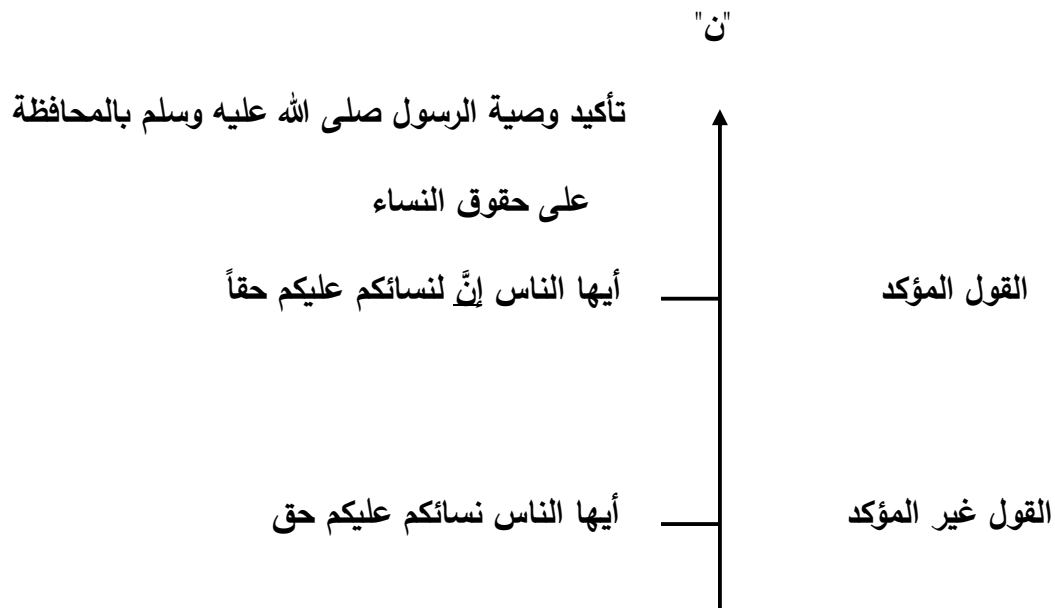 "ن"
تأكيد وصية الرسول صلى الله عليه وسلم بالمحافظة
على حقوق النساء
القول المؤكد أيها الناس إنَّ لنسائكم عليكم حقاً
القول غير المؤكد أيها الناس نسائكم عليكم حق